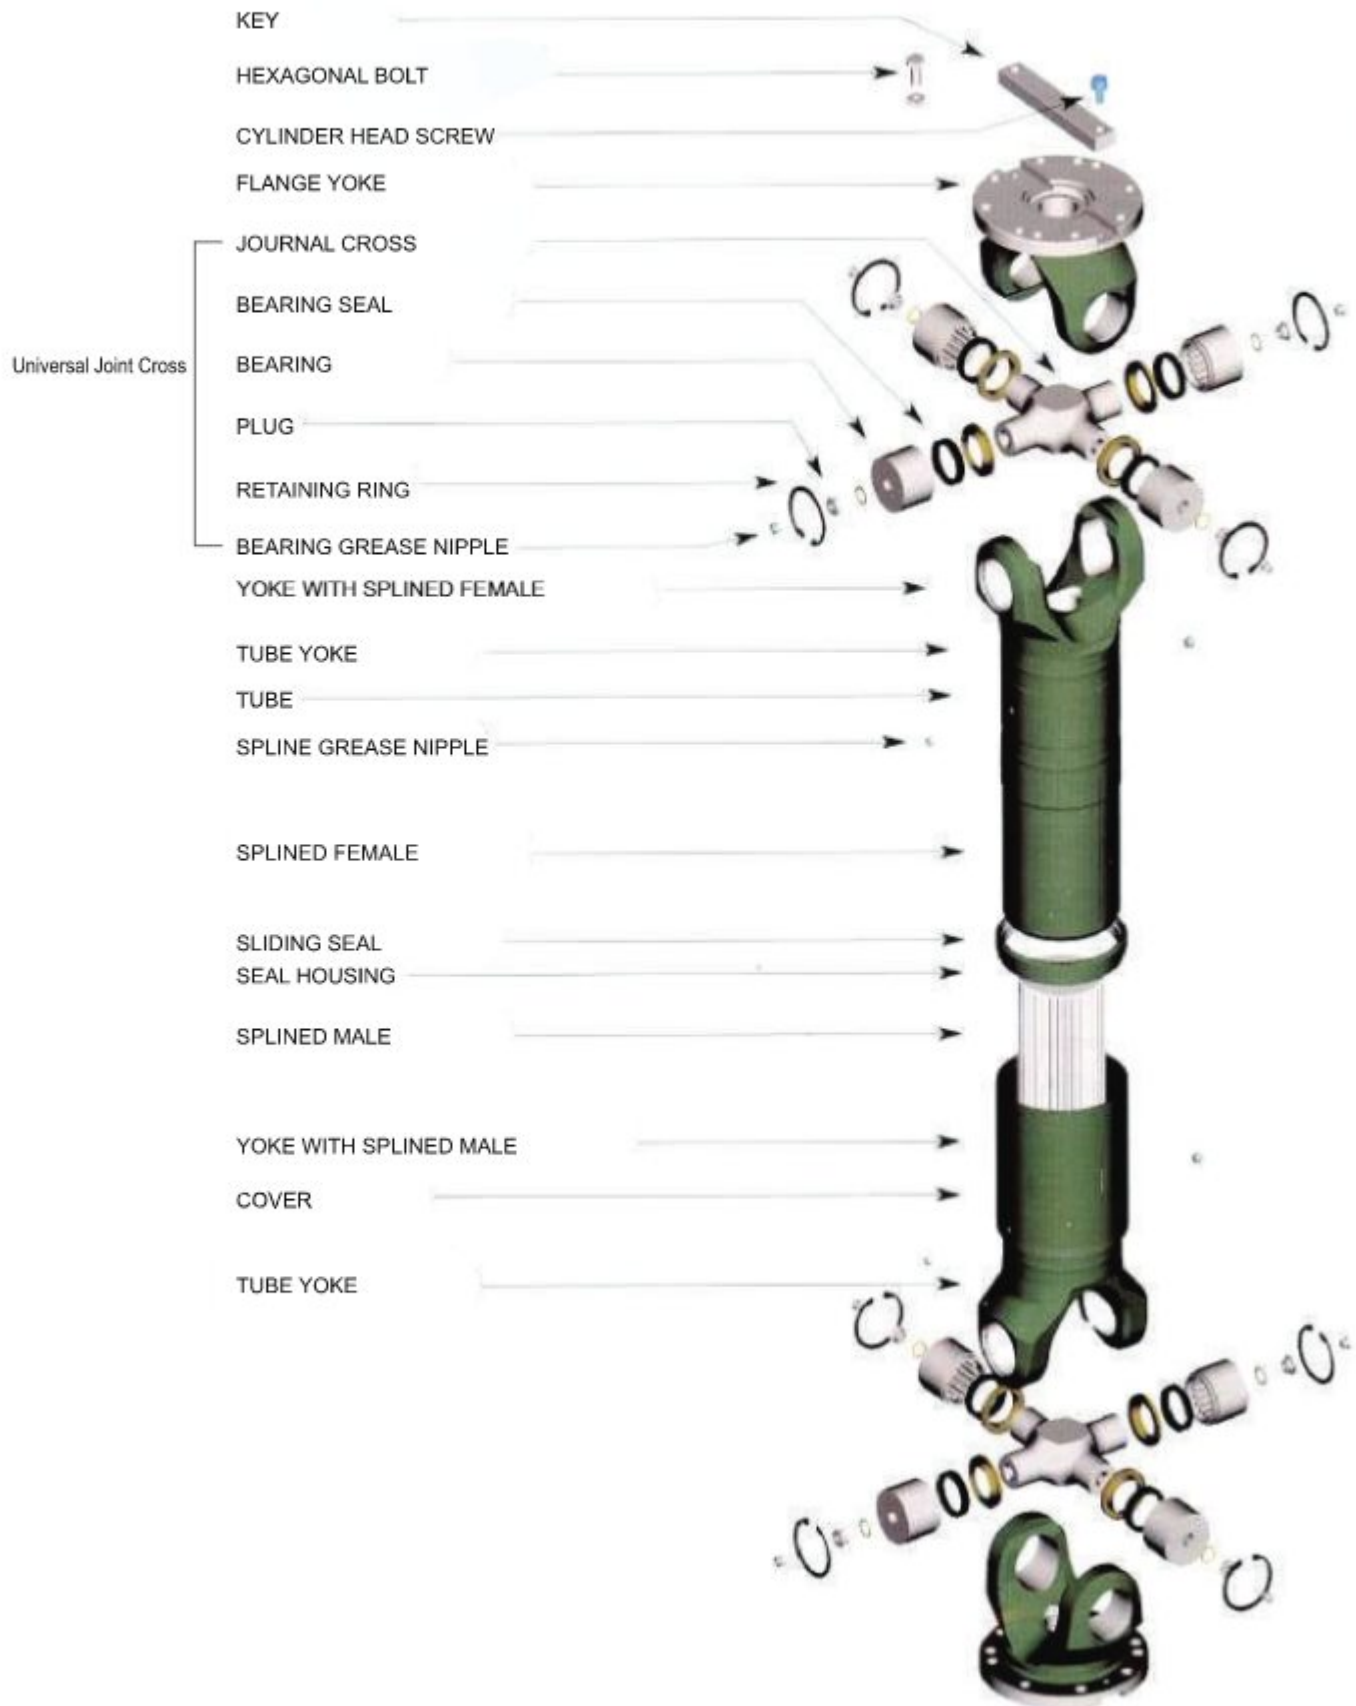 KEY
HEXAGONAL BOLT
CYLINDER HEAD SCREW
FLANGE YOKE
JOURNAL CROSS
BEARING SEAL
Universal Joint Cross
BEARING
PLUG
RETAINING RING
BEARING GREASE NIPPLE
YOKE WITH SPLINED FEMALE
TUBE YOKE
TUBE
SPLINE GREASE NIPPLE
SPLINED FEMALE
SLIDING SEAL
SEAL HOUSING
SPLINED MALE
YOKE WITH SPLINED MALE
COVER
TUBE YOKE